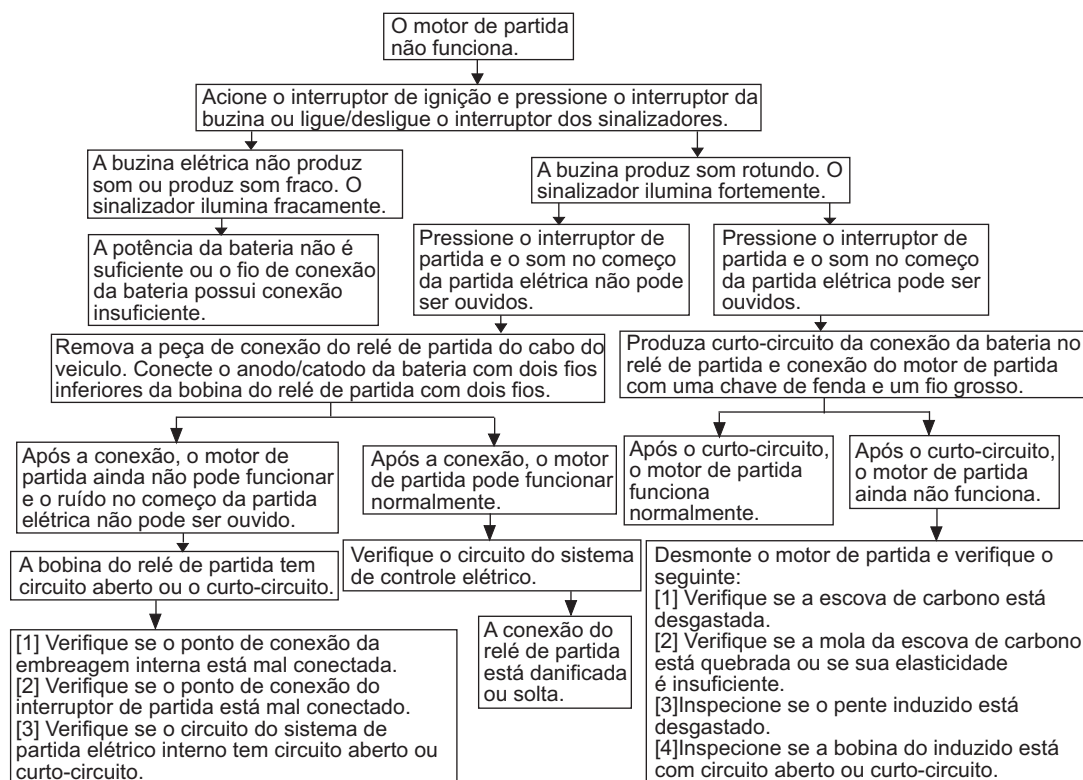 O motor de partida
não funciona.
Acione o interruptor de ignição e pressione o interruptor da
buzina ou ligue/desligue o interruptor dos sinalizadores.
A buzina elétrica não produz
som ou produz som fraco. O
sinalizador ilumina fracamente.
A buzina produz som rotundo. O
sinalizador ilumina fortemente.
A potência da bateria não é
suficiente ou o fio de conexão
da bateria possui conexão
insuficiente.
Pressione o interruptor de
partida e o som no começo
da partida elétrica não pode
ser ouvidos.
Pressione o interruptor de
partida e o som no começo
da partida elétrica pode ser
ouvidos.
Remova a peça de conexão do relé de partida do cabo do
veiculo. Conecte o anodo/catodo da bateria com dois fios
inferiores da bobina do relé de partida com dois fios.
Produza curto-circuito da conexão da bateria no
relé de partida e conexão do motor de partida
com uma chave de fenda e um fio grosso.
Após a conexão, o motor de
partida ainda não pode funcionar
e o ruído no começo da partida
elétrica não pode ser ouvido.
Após a conexão, o motor
de partida pode funcionar
normalmente.
Após o curto-circuito,
o motor de partida
funciona
normalmente.
Após o curto-circuito,
o motor de partida
ainda não funciona.
A bobina do relé de partida tem
circuito aberto ou o curto-circuito.
Verifique o circuito do sistema
de controle elétrico.
Desmonte o motor de partida e verifique o
seguinte:
[1] Verifique se a escova de carbono está
desgastada.
[2] Verifique se a mola da escova de carbono
está quebrada ou se sua elasticidade
é insuficiente.
[3]Inspecione se o pente induzido está
desgastado.
[4]Inspecione se a bobina do induzido está
com circuito aberto ou curto-circuito.
[1] Verifique se o ponto de conexão da
embreagem interna está mal conectada.
[2] Verifique se o ponto de conexão do
interruptor de partida está mal conectado.
[3] Verifique se o circuito do sistema de
partida elétrico interno tem circuito aberto ou
curto-circuito.
A conexão do
relé de partida
está danificada
ou solta.